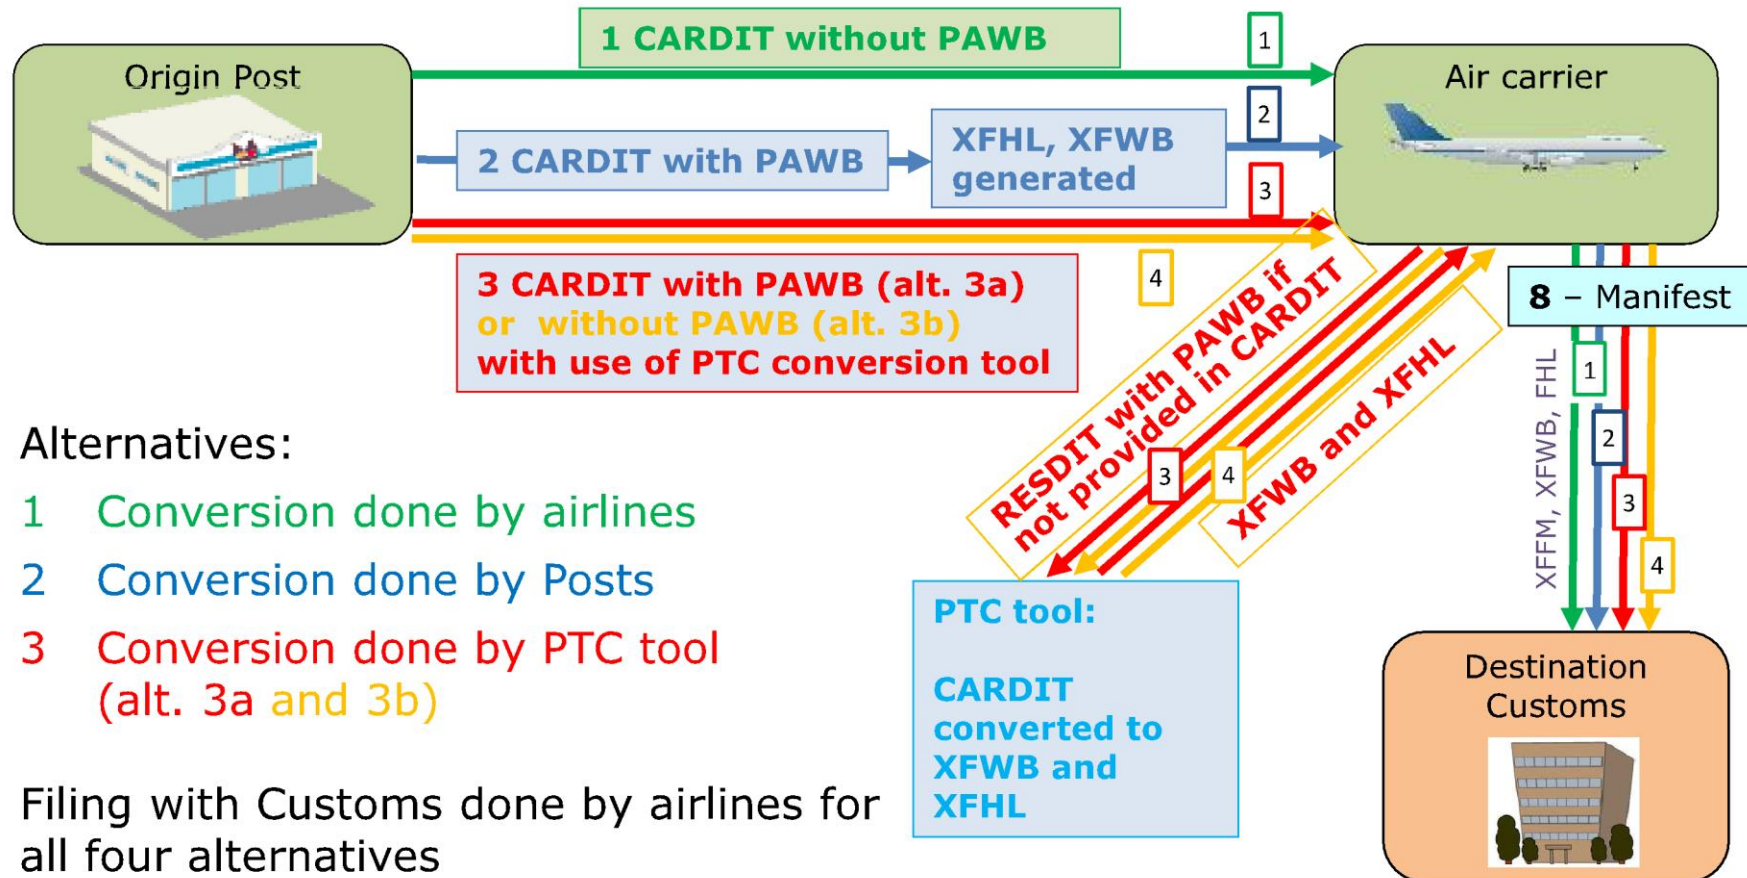 1 CARDIT without PAWB
1
Origin Post
Air carrier
2
2 CARDIT with PAWB
XFHL, XFWB
generated
3
3 CARDIT with PAWB (alt. 3a)
or without PAWB (alt. 3b)
with use of PTC conversion tool
4
RESDIT with PAWB if
not provided in CARDIT
XFWB and XFHL
3
4
8 – Manifest
XFFM, XFWB, FHL
1
2
3
4
Alternatives:
1 Conversion done by airlines
2 Conversion done by Posts
3 Conversion done by PTC tool
(alt. 3a and 3b)
Filing with Customs done by airlines for
all four alternatives
PTC tool:
CARDIT
converted to
XFWB and
XFHL
Destination
Customs